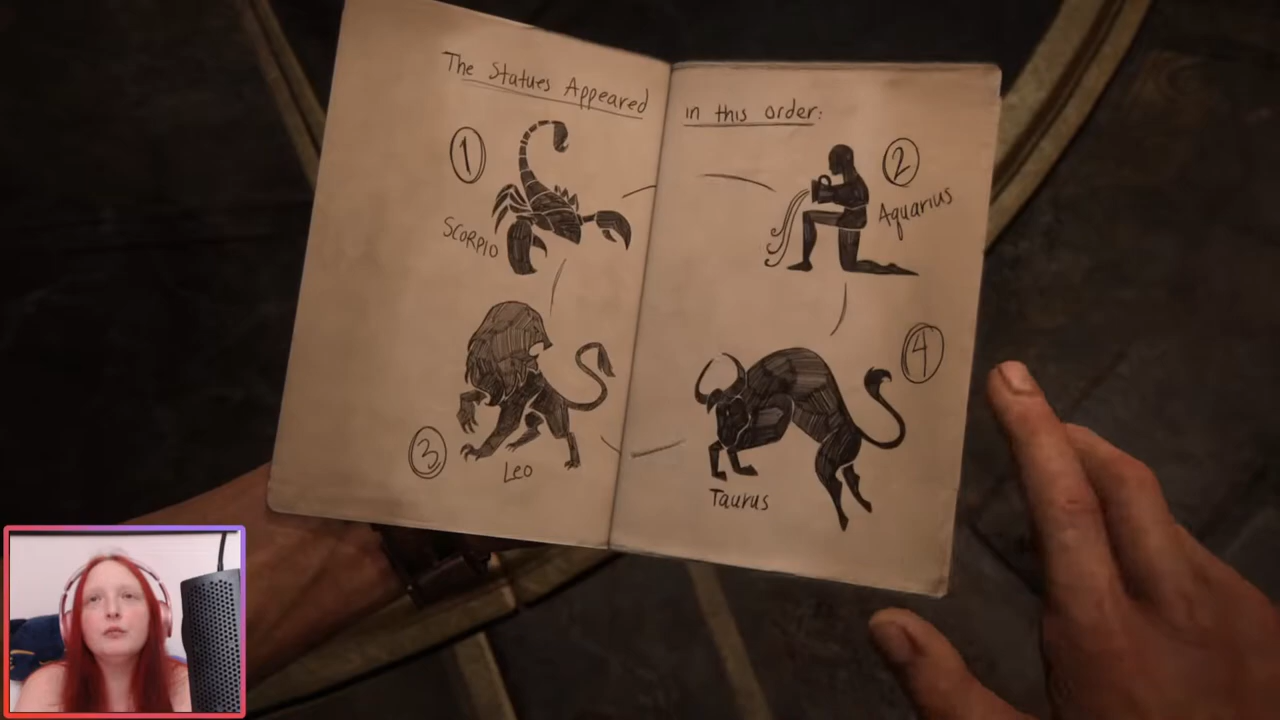 The Statues Appeared in this order:
1
Scorpio
2
Aquarius
3
Leo
4
Taurus